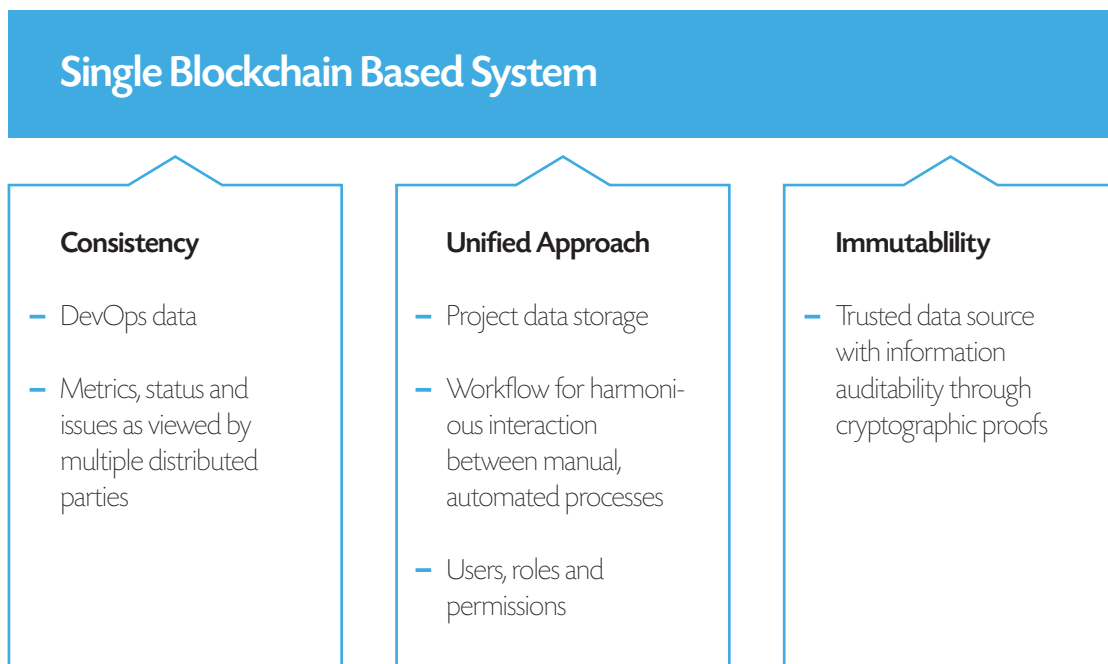 Single Blockchain Based System
Consistency
– DevOps data
– Metrics, status and
issues as viewed by
multiple distributed
parties
Unified Approach
– Project data storage
– Workflow for harmoni-
ous interaction
between manual,
automated processes
– Users, roles and
permissions
Immutablility
– Trusted data source
with information
auditability through
cryptographic proofs